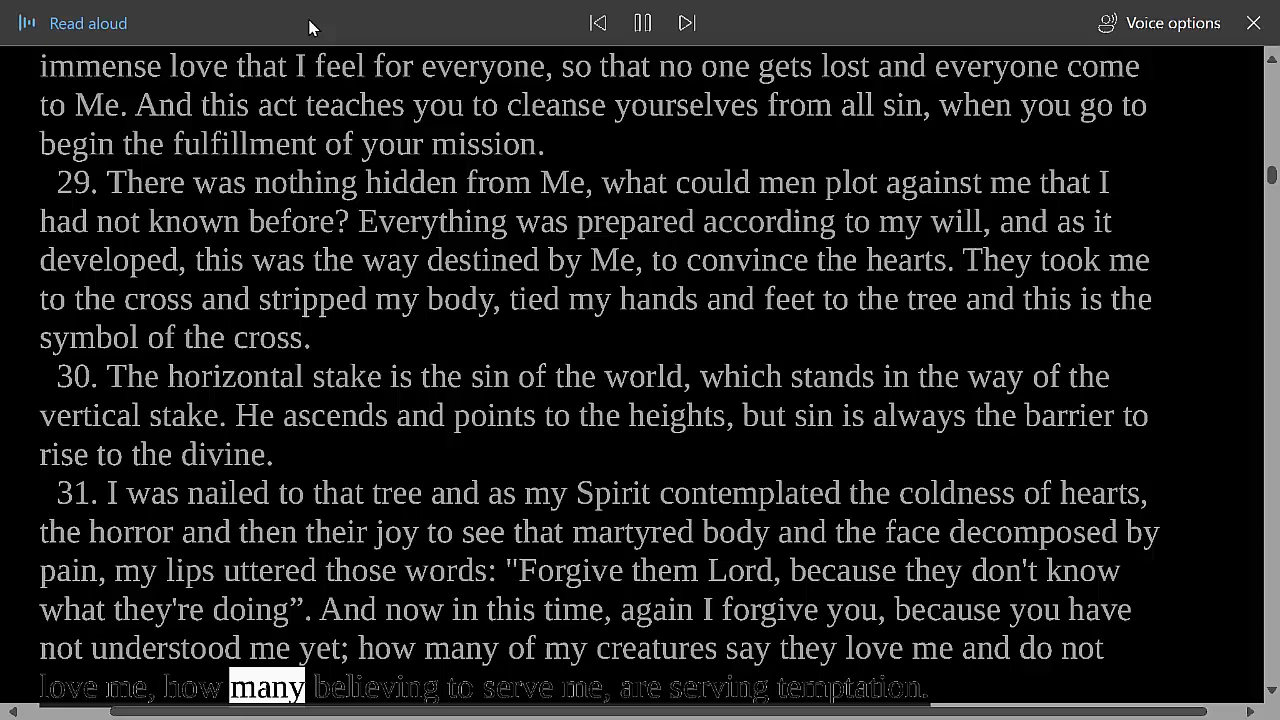 Read aloud
Voice options
immense love that I feel for everyone, so that no one gets lost and everyone come
to Me. And this act teaches you to cleanse yourselves from all sin, when you go to
begin the fulfillment of your mission.
29. There was nothing hidden from Me, what could men plot against me that I
had not known before? Everything was prepared according to my will, and as it
developed, this was the way destined by Me, to convince the hearts. They took me
to the cross and stripped my body, tied my hands and feet to the tree and this is the
symbol of the cross.
30. The horizontal stake is the sin of the world, which stands in the way of the
vertical stake. He ascends and points to the heights, but sin is always the barrier to
rise to the divine.
31. I was nailed to that tree and as my Spirit contemplated the coldness of hearts,
the horror and then their joy to see that martyred body and the face decomposed by
pain, my lips uttered those words: "Forgive them Lord, because they don't know
what they're doing”. And now in this time, again I forgive you, because you have
not understood me yet; how many of my creatures say they love me and do not
love me, how many believing to serve me, are serving temptation.